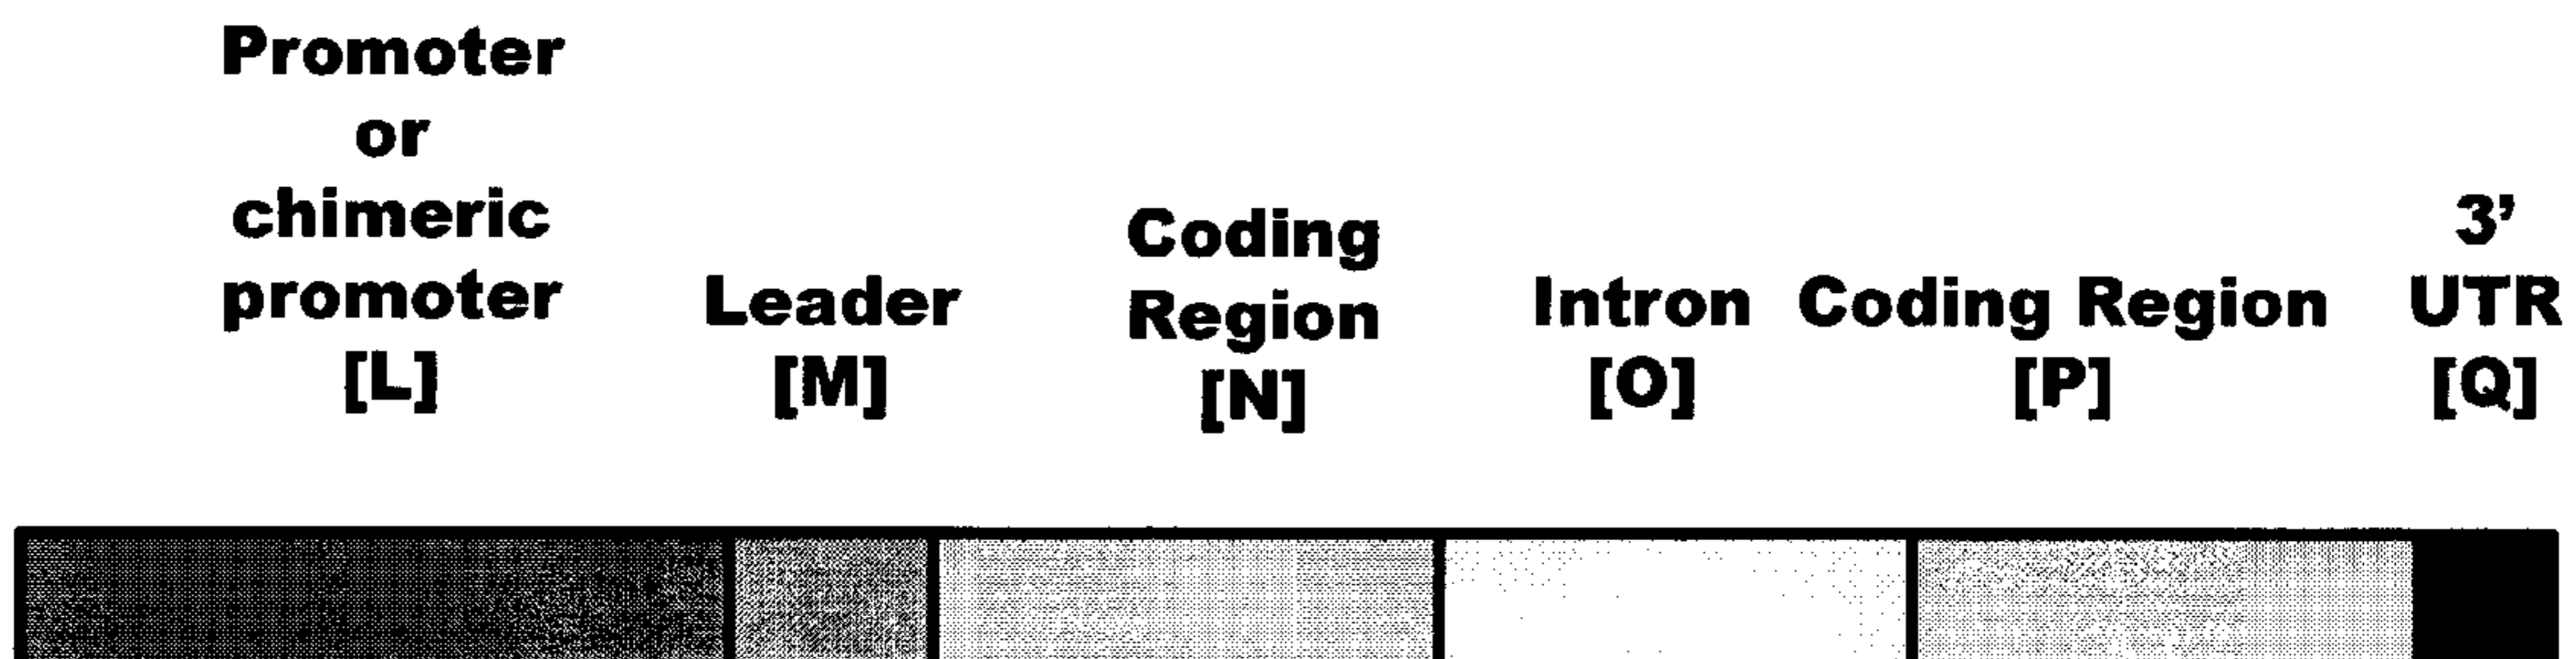 Promoter
or
chimeric
promoter
[L]
Leader
[M]
Coding
Region
[N]
Intron
[O]
Coding Region
[P]
3’
UTR
[Q]